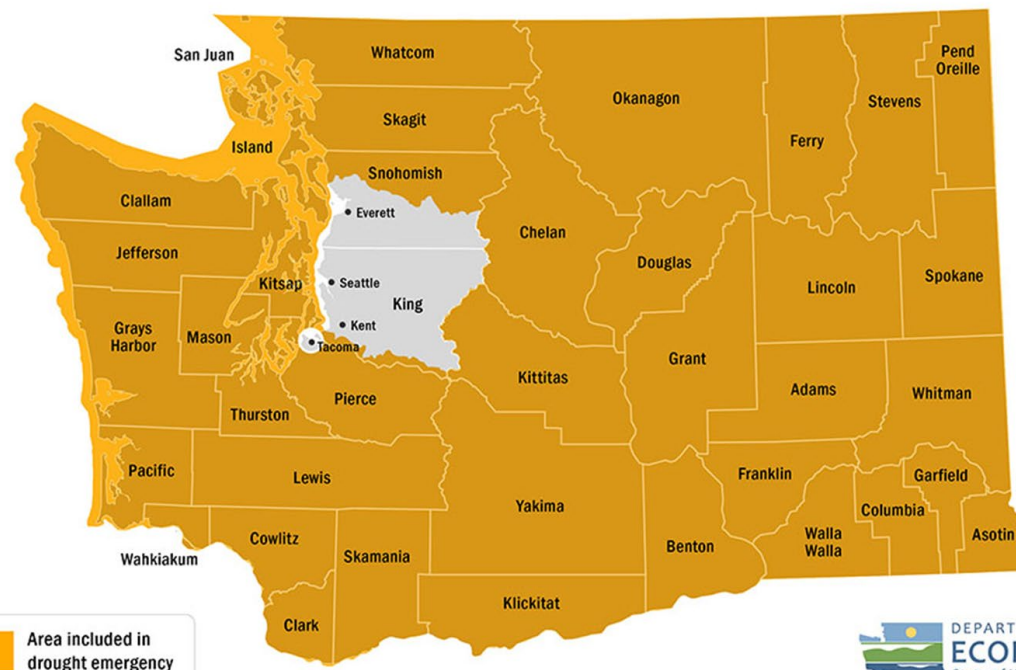 San Juan
Whatcom
Okanagon
Pend
Oreille
Stevens
Skagit
Ferry
Island
Snohomish
Clallam
Everett
Chelan
Jefferson
Douglas
Kitsap
Seattle
Lincoln
Spokane
King
Grays
Harbor
Mason
Kent
Tacoma
Grant
Kittitas
Adams
Whitman
Pierce
Thurston
Pacific
Lewis
Franklin
Garfield
Yakima
Columbia
Walla
Walla
Asotin
Cowlitz
Benton
Wahkiakum
Skamania
Klickitat
Clark
Area included in
drought emergency
DEPART
ECO